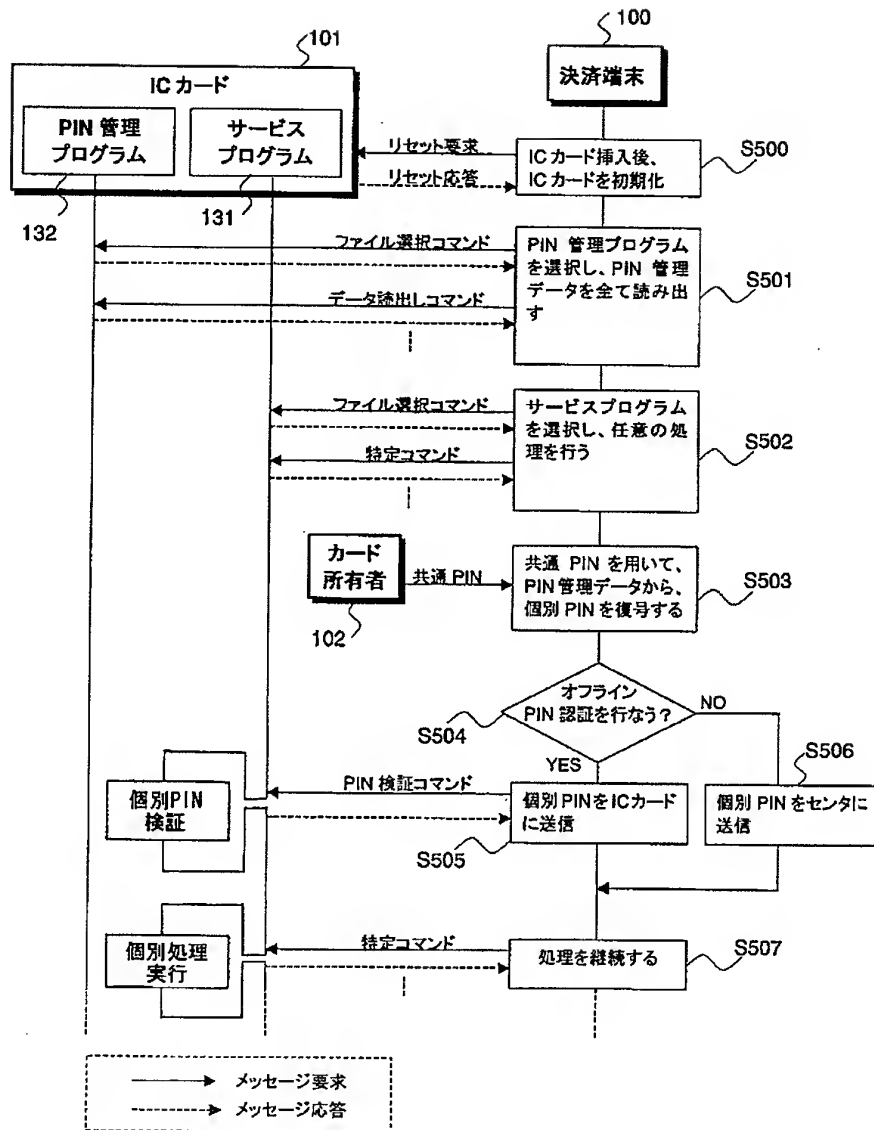 100
101
決済端末
ICカード
PIN 管理
プログラム
サービス
プログラム
132
131
リセット要求
リセット応答
ICカード挿入後、
ICカードを初期化
S500
ファイル選択コマンド
データ読出しコマンド
PIN 管理プログラム
を選択し、PIN 管理
データを全て読み出
す
S501
ファイル選択コマンド
特定コマンド
サービスプログラム
を選択し、任意の処
理を行う
S502
カード
所有者
102
共通 PIN
共通 PIN を用いて、
PIN管理データから、
個別 PIN を復号する
S503
オフライン
PIN 認証を行なう？
S504
NO
YES
S506
個別PIN
検証
PIN 検証コマンド
個別 PINをICカード
に送信
S505
個別 PINをセンタに
送信
個別処理
実行
特定コマンド
処理を継続する
S507
メッセージ要求
メッセージ応答